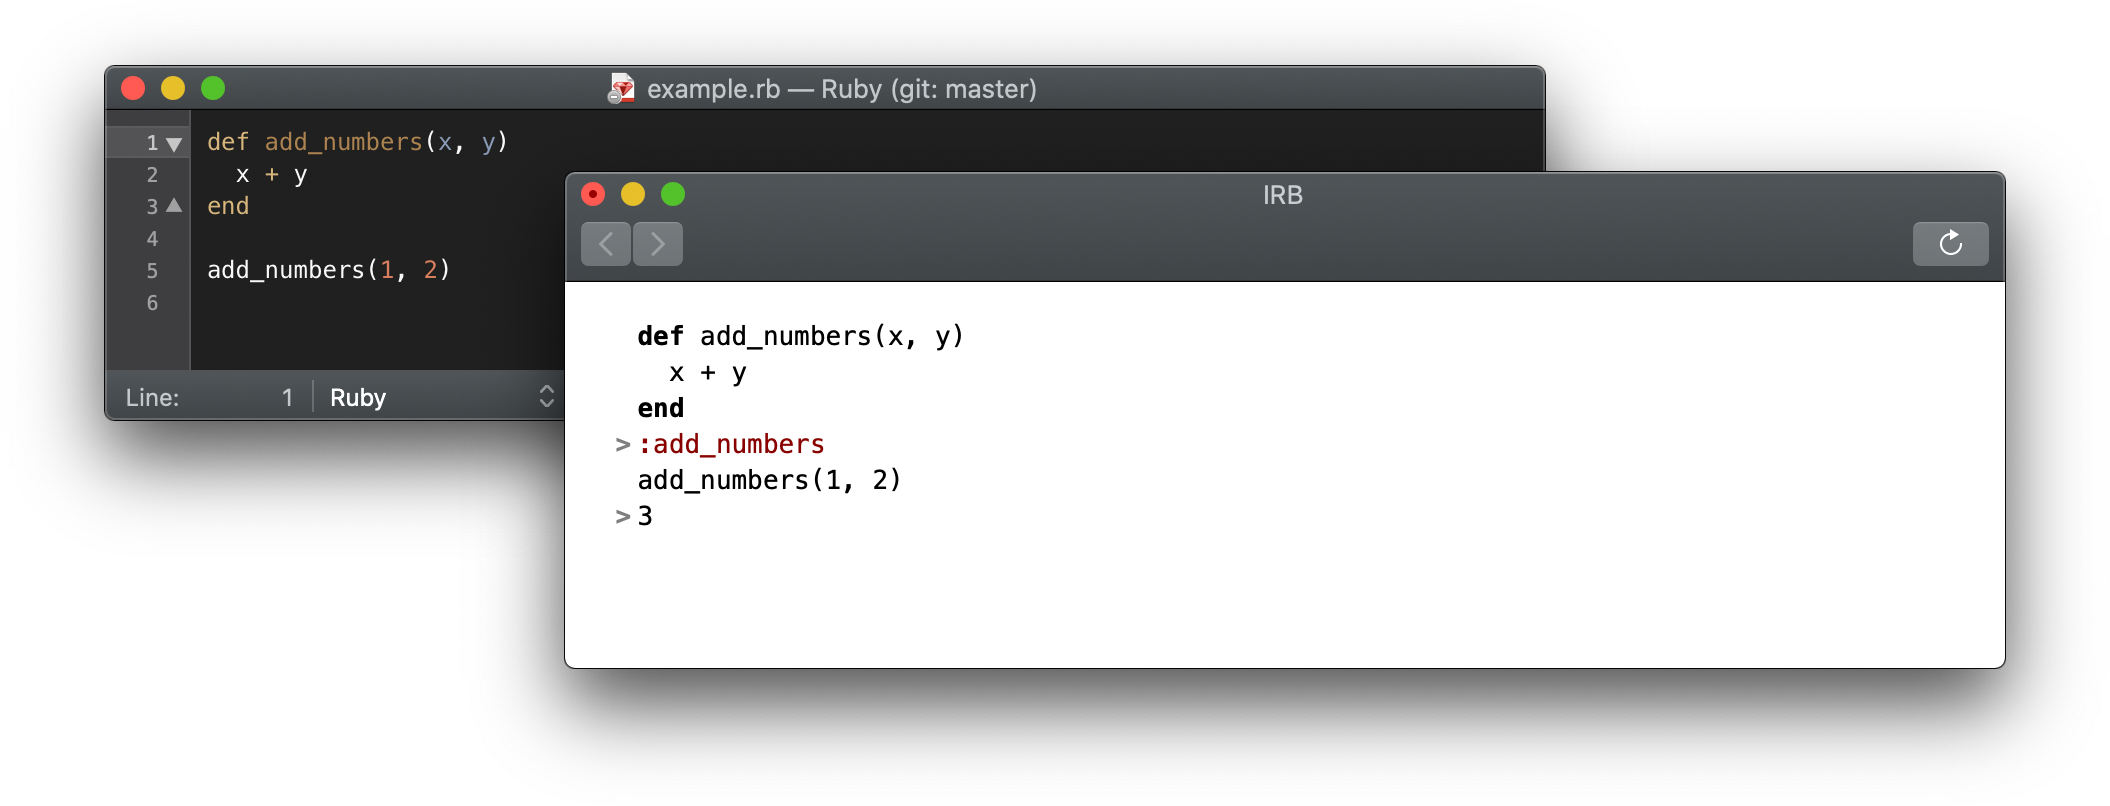 example.rb — Ruby (git: master)
1 def add_numbers(x, y)
2   x + y
3 end
4
5 add_numbers(1, 2)
6
Line: 1 Ruby
IRB
def add_numbers(x, y)
  x + y
end
> :add_numbers
add_numbers(1, 2)
> 3